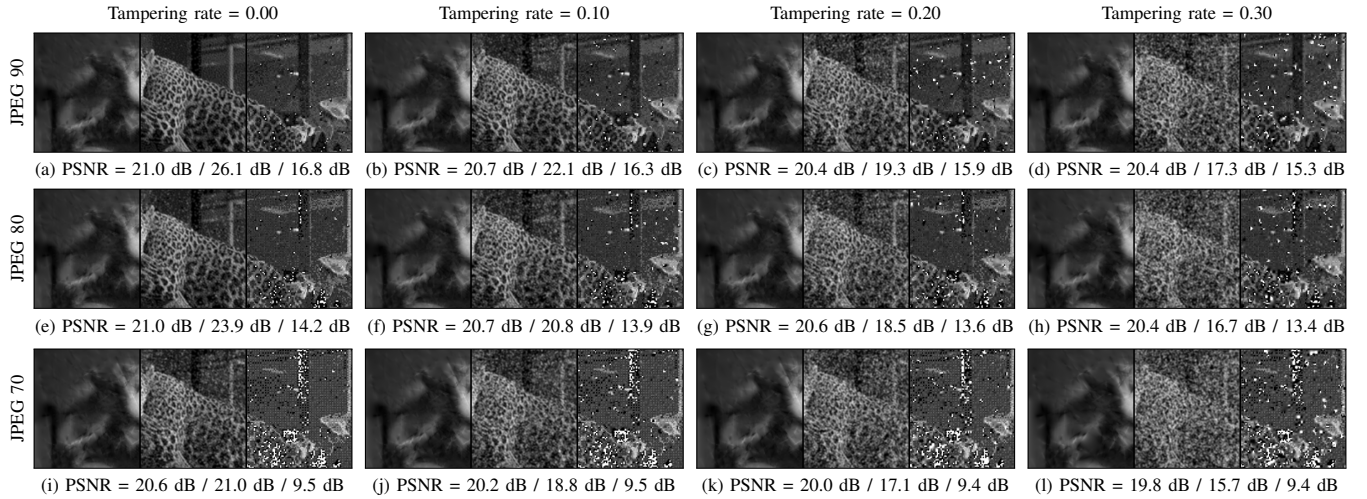 Tampering rate = 0.00 Tampering rate = 0.10 Tampering rate = 0.20 Tampering rate = 0.30
JPEG 90
(a) PSNR = 21.0 dB / 26.1 dB / 16.8 dB (b) PSNR = 20.7 dB / 22.1 dB / 16.3 dB (c) PSNR = 20.4 dB / 19.3 dB / 15.9 dB (d) PSNR = 20.4 dB / 17.3 dB / 15.3 dB
JPEG 80
(e) PSNR = 21.0 dB / 23.9 dB / 14.2 dB (f) PSNR = 20.7 dB / 20.8 dB / 13.9 dB (g) PSNR = 20.6 dB / 18.5 dB / 13.6 dB (h) PSNR = 20.4 dB / 16.7 dB / 13.4 dB
JPEG 70
(i) PSNR = 20.6 dB / 21.0 dB / 9.5 dB (j) PSNR = 20.2 dB / 18.8 dB / 9.5 dB (k) PSNR = 20.0 dB / 17.1 dB / 9.4 dB (l) PSNR = 19.8 dB / 15.7 dB / 9.4 dB